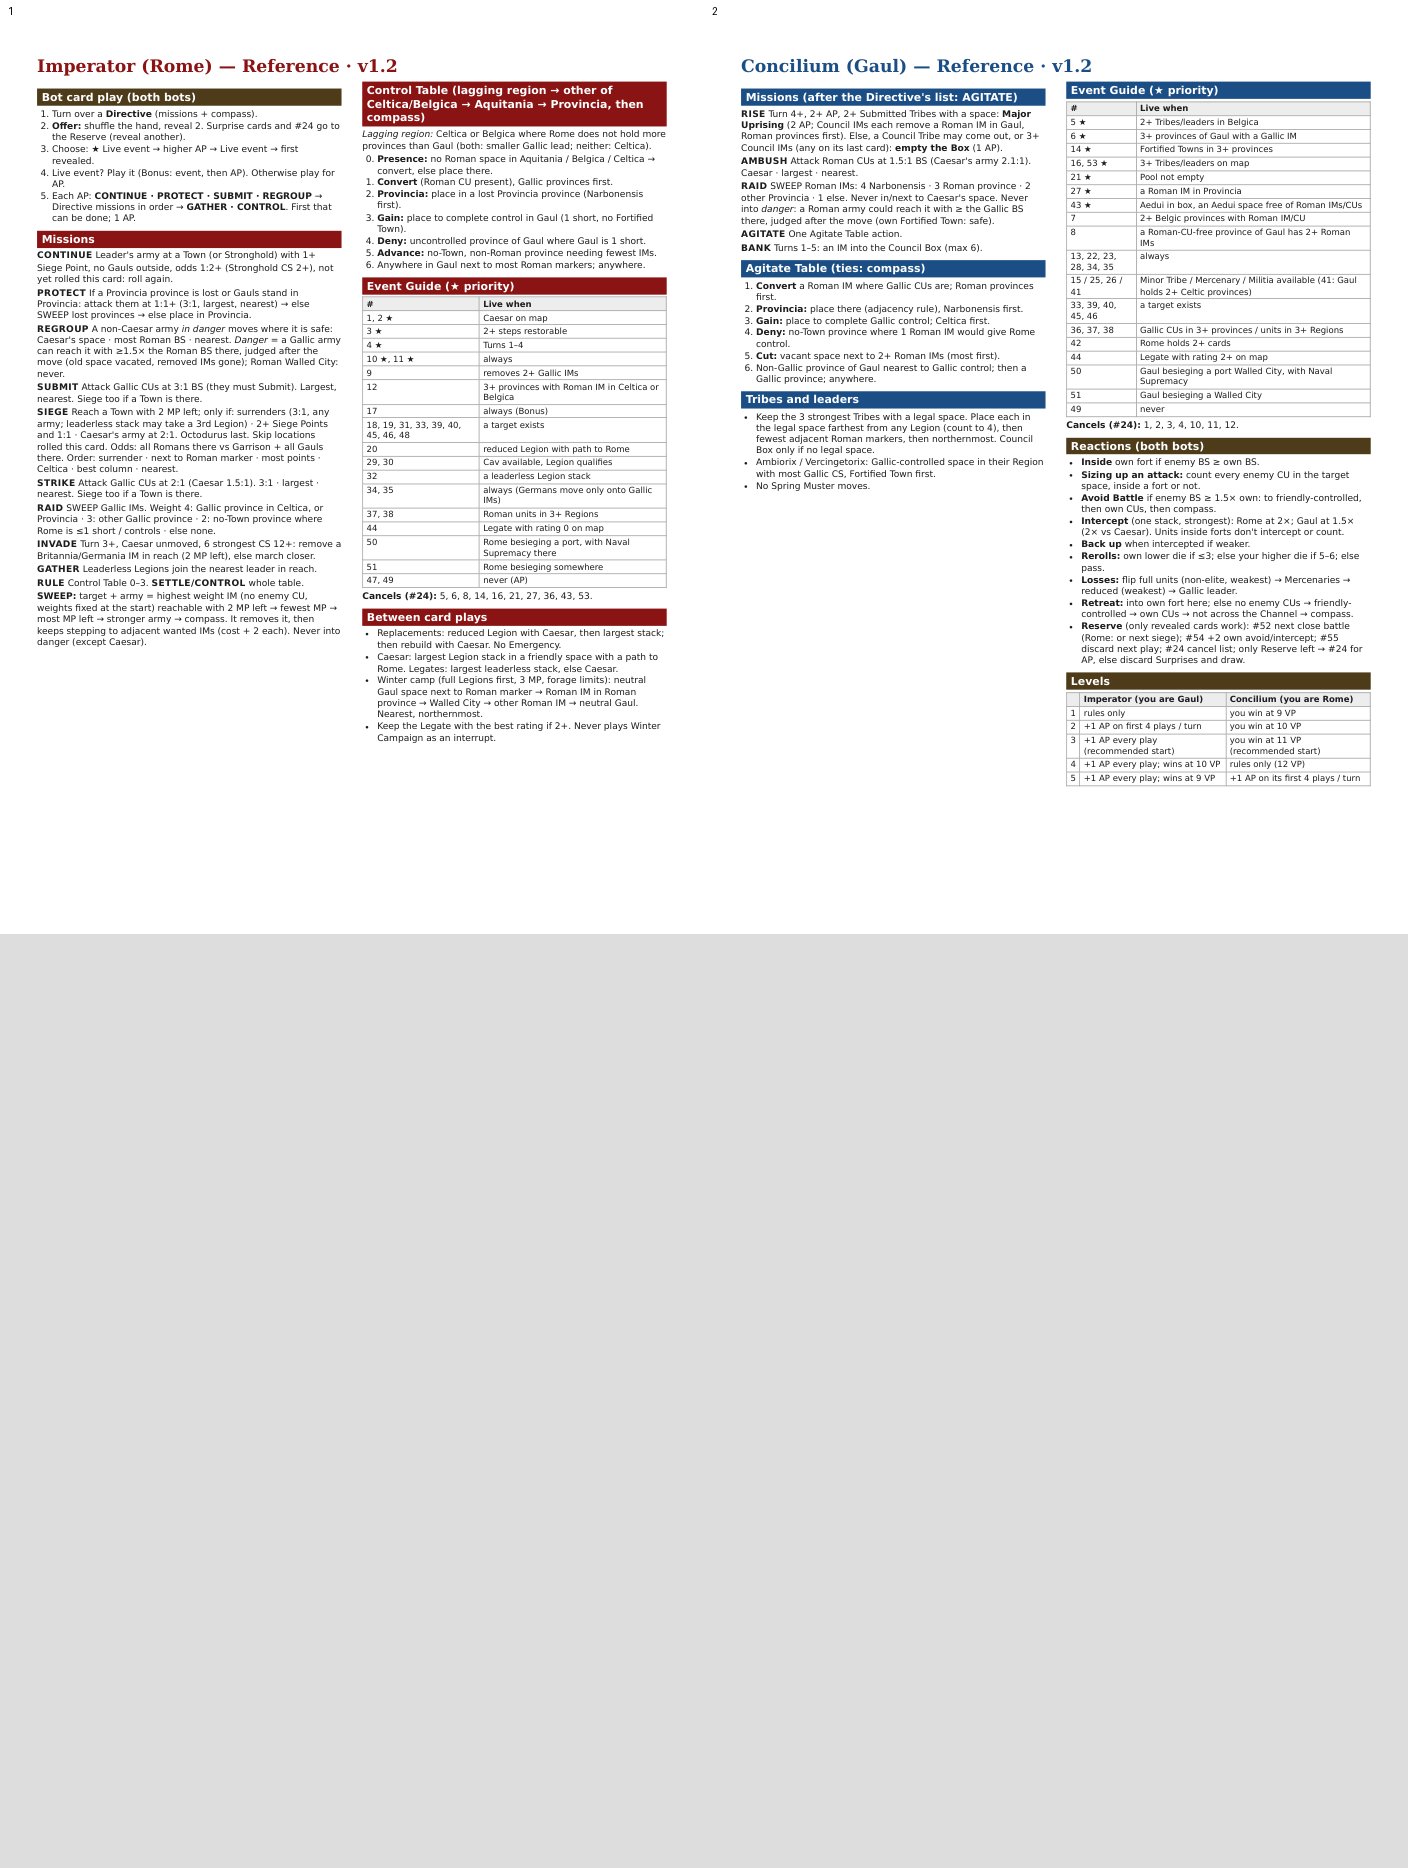 1
Imperator (Rome) — Reference · v1.2
Bot card play (both bots)
1. Turn over a Directive (missions + compass).
2. Offer: shuffle the hand, reveal 2. Surprise cards and #24 go to
the Reserve (reveal another).
3. Choose: ★ Live event → higher AP → Live event → first
revealed.
4. Live event? Play it (Bonus: event, then AP). Otherwise play for
AP.
5. Each AP: CONTINUE · PROTECT · SUBMIT · REGROUP →
Directive missions in order → GATHER · CONTROL. First that
can be done; 1 AP.
Missions
CONTINUE Leader's army at a Town (or Stronghold) with 1+
Siege Point, no Gauls outside, odds 1:2+ (Stronghold CS 2+), not
yet rolled this card: roll again.
PROTECT If a Provincia province is lost or Gauls stand in
Provincia: attack them at 1:1+ (3:1, largest, nearest) → else
SWEEP lost provinces → else place in Provincia.
REGROUP A non-Caesar army in danger moves where it is safe:
Caesar's space · most Roman BS · nearest. Danger = a Gallic army
can reach it with ≥1.5× the Roman BS there, judged after the
move (old space vacated, removed IMs gone); Roman Walled City:
never.
SUBMIT Attack Gallic CUs at 3:1 BS (they must Submit). Largest,
nearest. Siege too if a Town is there.
SIEGE Reach a Town with 2 MP left; only if: surrenders (3:1, any
army; leaderless stack may take a 3rd Legion) · 2+ Siege Points
and 1:1 · Caesar's army at 2:1. Octodurus last. Skip locations
rolled this card. Odds: all Romans there vs Garrison + all Gauls
there. Order: surrender · next to Roman marker · most points ·
Celtica · best column · nearest.
STRIKE Attack Gallic CUs at 2:1 (Caesar 1.5:1). 3:1 · largest ·
nearest. Siege too if a Town is there.
RAID SWEEP Gallic IMs. Weight 4: Gallic province in Celtica, or
Provincia · 3: other Gallic province · 2: no-Town province where
Rome is ≤1 short / controls · else none.
INVADE Turn 3+, Caesar unmoved, 6 strongest CS 12+: remove a
Britannia/Germania IM in reach (2 MP left), else march closer.
GATHER Leaderless Legions join the nearest leader in reach.
RULE Control Table 0–3. SETTLE/CONTROL whole table.
SWEEP: target + army = highest weight IM (no enemy CU,
weights fixed at the start) reachable with 2 MP left → fewest MP →
most MP left → stronger army → compass. It removes it, then
keeps stepping to adjacent wanted IMs (cost + 2 each). Never into
danger (except Caesar).
Control Table (lagging region → other of
Celtica/Belgica → Aquitania → Provincia, then
compass)
Lagging region: Celtica or Belgica where Rome does not hold more
provinces than Gaul (both: smaller Gallic lead; neither: Celtica).
0. Presence: no Roman space in Aquitania / Belgica / Celtica →
convert, else place there.
1. Convert (Roman CU present), Gallic provinces first.
2. Provincia: place in a lost Provincia province (Narbonensis
first).
3. Gain: place to complete control in Gaul (1 short, no Fortified
Town).
4. Deny: uncontrolled province of Gaul where Gaul is 1 short.
5. Advance: no-Town, non-Roman province needing fewest IMs.
6. Anywhere in Gaul next to most Roman markers; anywhere.
Event Guide (★ priority)
# Live when
1, 2 ★ Caesar on map
3 ★ 2+ steps restorable
4 ★ Turns 1–4
10 ★, 11 ★ always
9 removes 2+ Gallic IMs
12 3+ provinces with Roman IM in Celtica or
Belgica
17 always (Bonus)
18, 19, 31, 33, 39, 40, a target exists
45, 46, 48
20 reduced Legion with path to Rome
29, 30 Cav available, Legion qualifies
32 a leaderless Legion stack
34, 35 always (Germans move only onto Gallic
IMs)
37, 38 Roman units in 3+ Regions
44 Legate with rating 0 on map
50 Rome besieging a port, with Naval
Supremacy there
51 Rome besieging somewhere
47, 49 never (AP)
Cancels (#24): 5, 6, 8, 14, 16, 21, 27, 36, 43, 53.
Between card plays
• Replacements: reduced Legion with Caesar, then largest stack;
then rebuild with Caesar. No Emergency.
• Caesar: largest Legion stack in a friendly space with a path to
Rome. Legates: largest leaderless stack, else Caesar.
• Winter camp (full Legions first, 3 MP, forage limits): neutral
Gaul space next to Roman marker → Roman IM in Roman
province → Walled City → other Roman IM → neutral Gaul.
Nearest, northernmost.
• Keep the Legate with the best rating if 2+. Never plays Winter
Campaign as an interrupt.
2
Concilium (Gaul) — Reference · v1.2
Missions (after the Directive's list: AGITATE)
RISE Turn 4+, 2+ AP, 2+ Submitted Tribes with a space: Major
Uprising (2 AP; Council IMs each remove a Roman IM in Gaul,
Roman provinces first). Else, a Council Tribe may come out, or 3+
Council IMs (any on its last card): empty the Box (1 AP).
AMBUSH Attack Roman CUs at 1.5:1 BS (Caesar's army 2.1:1).
Caesar · largest · nearest.
RAID SWEEP Roman IMs: 4 Narbonensis · 3 Roman province · 2
other Provincia · 1 else. Never in/next to Caesar's space. Never
into danger: a Roman army could reach it with ≥ the Gallic BS
there, judged after the move (own Fortified Town: safe).
AGITATE One Agitate Table action.
BANK Turns 1–5: an IM into the Council Box (max 6).
Agitate Table (ties: compass)
1. Convert a Roman IM where Gallic CUs are; Roman provinces
first.
2. Provincia: place there (adjacency rule), Narbonensis first.
3. Gain: place to complete Gallic control; Celtica first.
4. Deny: no-Town province where 1 Roman IM would give Rome
control.
5. Cut: vacant space next to 2+ Roman IMs (most first).
6. Non-Gallic province of Gaul nearest to Gallic control; then a
Gallic province; anywhere.
Tribes and leaders
• Keep the 3 strongest Tribes with a legal space. Place each in
the legal space farthest from any Legion (count to 4), then
fewest adjacent Roman markers, then northernmost. Council
Box only if no legal space.
• Ambiorix / Vercingetorix: Gallic-controlled space in their Region
with most Gallic CS, Fortified Town first.
• No Spring Muster moves.
Event Guide (★ priority)
# Live when
5 ★ 2+ Tribes/leaders in Belgica
6 ★ 3+ provinces of Gaul with a Gallic IM
14 ★ Fortified Towns in 3+ provinces
16, 53 ★ 3+ Tribes/leaders on map
21 ★ Pool not empty
27 ★ a Roman IM in Provincia
43 ★ Aedui in box, an Aedui space free of Roman IMs/CUs
7 2+ Belgic provinces with Roman IM/CU
8 a Roman-CU-free province of Gaul has 2+ Roman
IMs
13, 22, 23, always
28, 34, 35
15 / 25, 26 / Minor Tribe / Mercenary / Militia available (41: Gaul
41 holds 2+ Celtic provinces)
33, 39, 40, a target exists
45, 46
36, 37, 38 Gallic CUs in 3+ provinces / units in 3+ Regions
42 Rome holds 2+ cards
44 Legate with rating 2+ on map
50 Gaul besieging a port Walled City, with Naval
Supremacy
51 Gaul besieging a Walled City
49 never
Cancels (#24): 1, 2, 3, 4, 10, 11, 12.
Reactions (both bots)
• Inside own fort if enemy BS ≥ own BS.
• Sizing up an attack: count every enemy CU in the target
space, inside a fort or not.
• Avoid Battle if enemy BS ≥ 1.5× own: to friendly-controlled,
then own CUs, then compass.
• Intercept (one stack, strongest): Rome at 2×; Gaul at 1.5×
(2× vs Caesar). Units inside forts don't intercept or count.
• Back up when intercepted if weaker.
• Rerolls: own lower die if ≤3; else your higher die if 5–6; else
pass.
• Losses: flip full units (non-elite, weakest) → Mercenaries →
reduced (weakest) → Gallic leader.
• Retreat: into own fort here; else no enemy CUs → friendly-
controlled → own CUs → not across the Channel → compass.
• Reserve (only revealed cards work): #52 next close battle
(Rome: or next siege); #54 +2 own avoid/intercept; #55
discard next play; #24 cancel list; only Reserve left → #24 for
AP, else discard Surprises and draw.
Levels
Imperator (you are Gaul) Concilium (you are Rome)
1 rules only you win at 9 VP
2 +1 AP on first 4 plays / turn you win at 10 VP
3 +1 AP every play you win at 11 VP
(recommended start) (recommended start)
4 +1 AP every play; wins at 10 VP rules only (12 VP)
5 +1 AP every play; wins at 9 VP +1 AP on its first 4 plays / turn